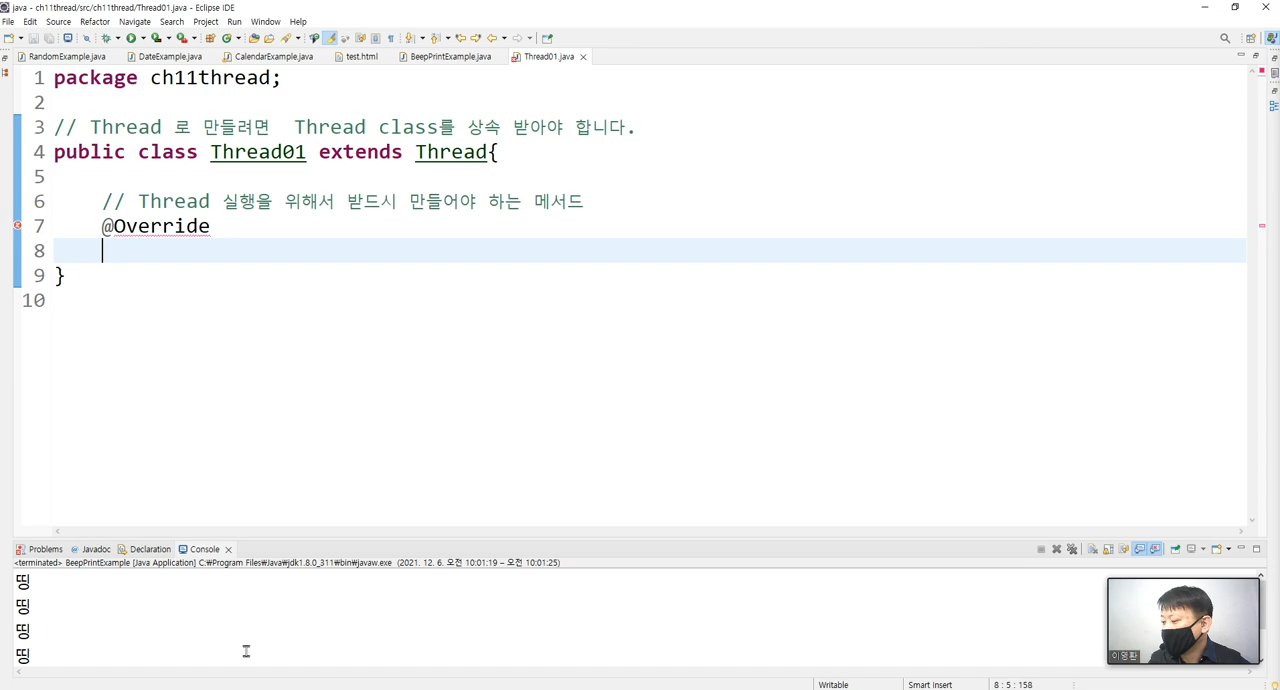 java - ch11thread/src/ch11thread/Thread01.java - Eclipse IDE
File Edit Source Refactor Navigate Search Project Run Window Help
RandomExample.java DateExample.java CalendarExample.java test.html BeepPrintExample.java Thread01.java
1 package ch11thread;
2
3 // Thread 로 만들려면  Thread class를 상속 받아야 합니다.
4 public class Thread01 extends Thread{
5
6 // Thread 실행을 위해서 받드시 만들어야 하는 메서드
7 @Override
8
9 }
10
Problems Javadoc Declaration Console
<terminated> BeepPrintExample [Java Application] C:₩Program Files₩Java₩jdk1.8.0_311₩bin₩javaw.exe (2021. 12. 6. 오전 10:01:19 – 오전 10:01:25)
띵
띵
띵
띵
이영환
Writable Smart Insert 8 : 5 : 158